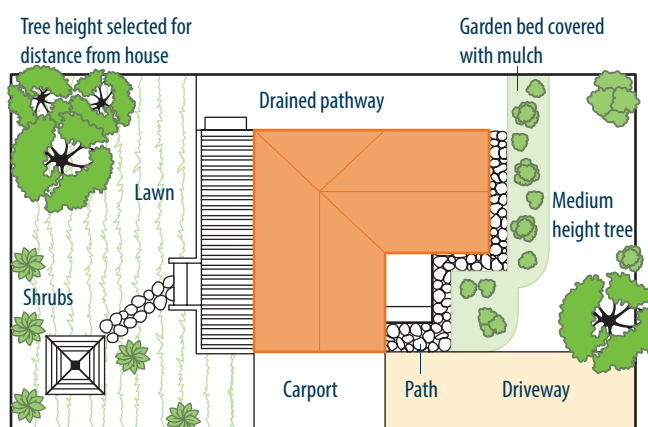 Tree height selected for
distance from house
Garden bed covered
with mulch
Drained pathway
Lawn
Medium
height tree
Shrubs
Carport
Path
Driveway